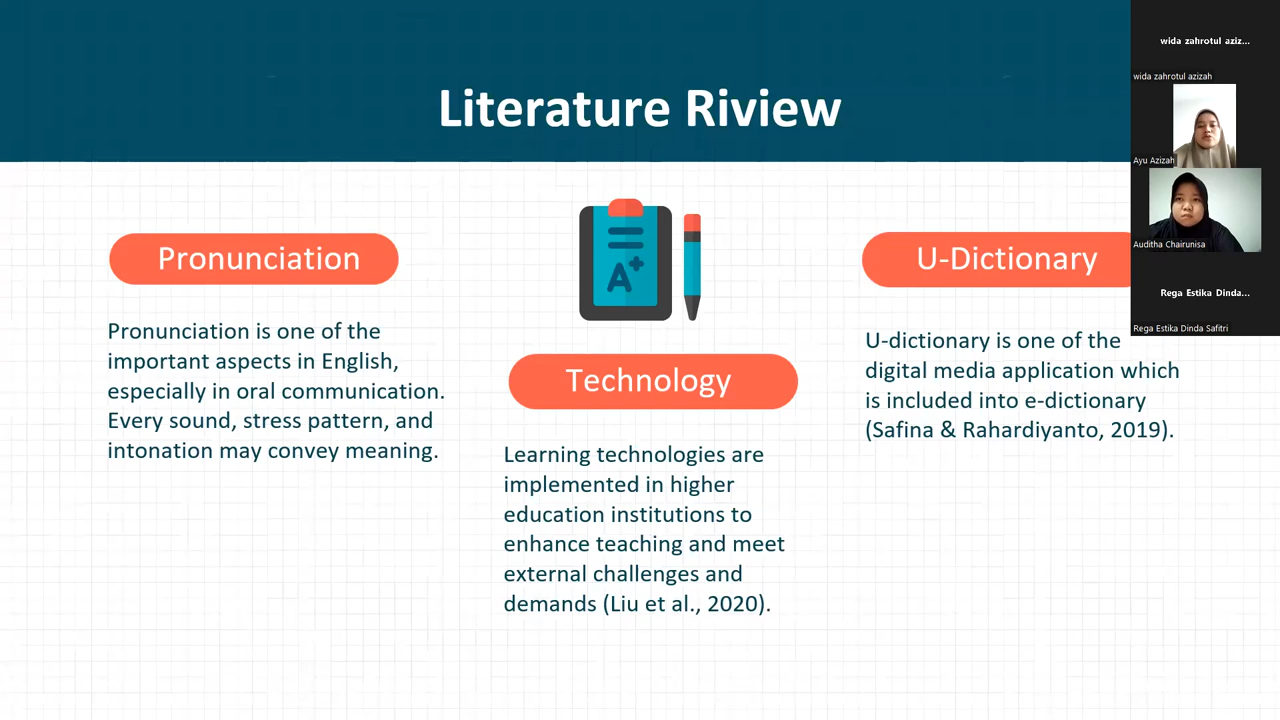 Literature Riview
Pronunciation
Pronunciation is one of the
important aspects in English,
especially in oral communication.
Every sound, stress pattern, and
intonation may convey meaning.
A+
Technology
Learning technologies are
implemented in higher
education institutions to
enhance teaching and meet
external challenges and
demands (Liu et al., 2020).
U-Dictionary
U-dictionary is one of the
digital media application which
is included into e-dictionary
(Safina & Rahardiyanto, 2019).
wida zahrotul aziz...
wida zahrotul azizah
Ayu Azizah
Auditha Chairunisa
Rega Estika Dinda...
Rega Estika Dinda Safitri